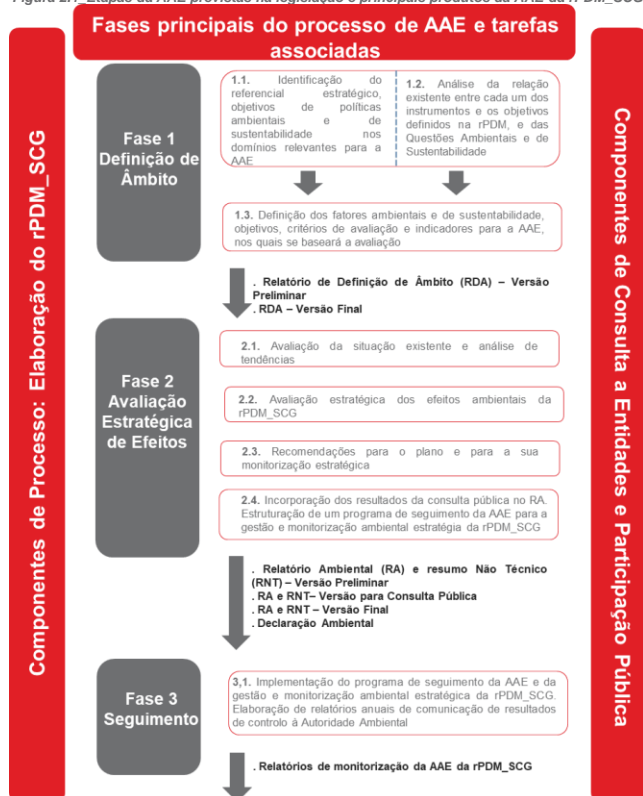 Figura 2.1_Etapas da AAE previstas na legislação e principais produtos da AAE da rPDM_SCG
Fases principais do processo de AAE e tarefas
associadas
Componentes de Processo: Elaboração do rPDM_SCG
Fase 1
Definição de
Âmbito
1.1. Identificação do
referencial estratégico,
objetivos de políticas
ambientais e de
sustentabilidade nos
domínios relevantes para a
AAE
1.2. Análise da relação
existente entre cada um dos
instrumentos e os objetivos
definidos na rPDM, e das
Questões Ambientais e de
Sustentabilidade
1.3. Definição dos fatores ambientais e de sustentabilidade,
objetivos, critérios de avaliação e indicadores para a AAE,
nos quais se baseará a avaliação
. Relatório de Definição de Âmbito (RDA) – Versão
Preliminar
. RDA – Versão Final
Fase 2
Avaliação
Estratégica
de Efeitos
2.1. Avaliação da situação existente e análise de
tendências
2.2. Avaliação estratégica dos efeitos ambientais da
rPDM_SCG
2.3. Recomendações para o plano e para a sua
monitorização estratégica
2.4. Incorporação dos resultados da consulta pública no RA.
Estruturação de um programa de seguimento da AAE para a
gestão e monitorização ambiental estratégia da rPDM_SCG
. Relatório Ambiental (RA) e resumo Não Técnico
(RNT) – Versão Preliminar
. RA e RNT– Versão para Consulta Pública
. RA e RNT – Versão Final
. Declaração Ambiental
Fase 3
Seguimento
3,1. Implementação do programa de seguimento da AAE e da
gestão e monitorização ambiental estratégica da rPDM_SCG.
Elaboração de relatórios anuais de comunicação de resultados
de controlo à Autoridade Ambiental
. Relatórios de monitorização da AAE da rPDM_SCG
Componentes de Consulta a Entidades e Participação Pública